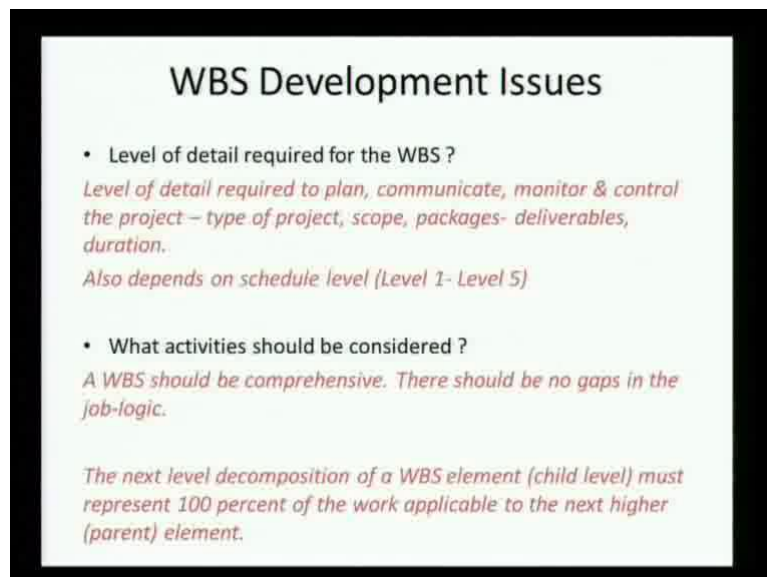 WBS Development Issues
• Level of detail required for the WBS ?
Level of detail required to plan, communicate, monitor & control
the project – type of project, scope, packages- deliverables,
duration.
Also depends on schedule level (Level 1- Level 5)
• What activities should be considered ?
A WBS should be comprehensive. There should be no gaps in the
job-logic.
The next level decomposition of a WBS element (child level) must
represent 100 percent of the work applicable to the next higher
(parent) element.